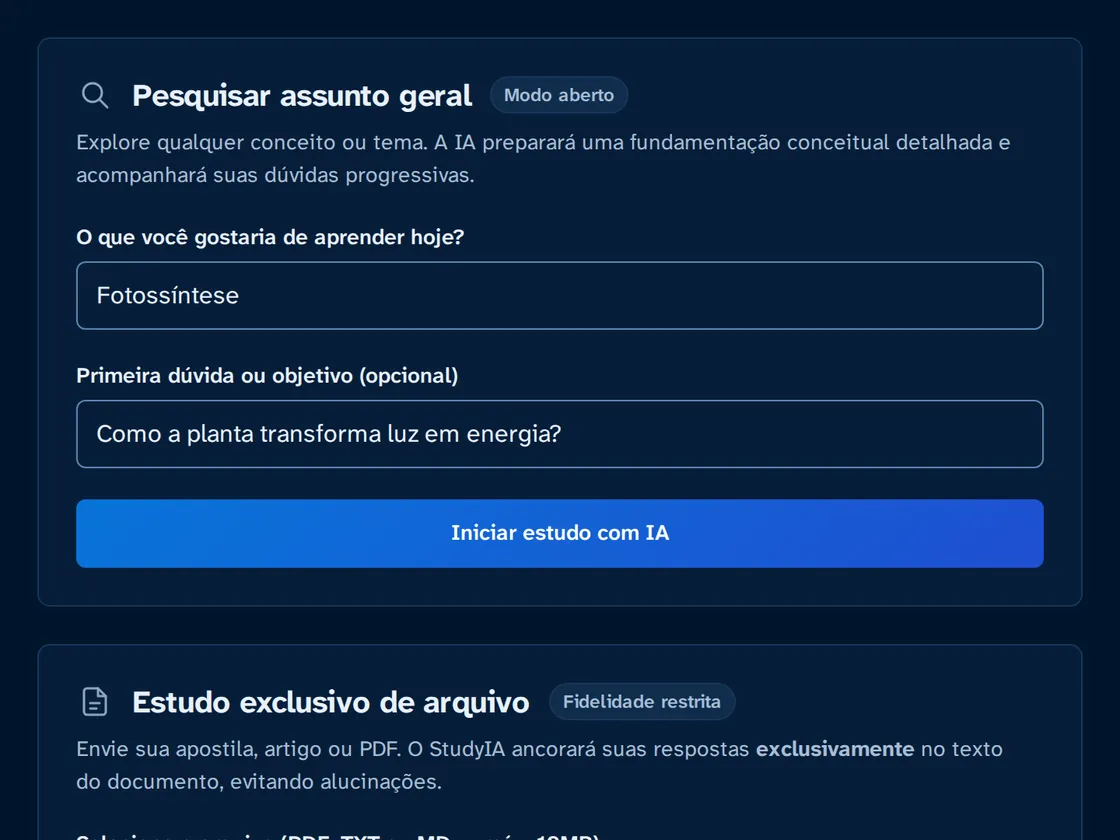 Pesquisar assunto geral
Modo aberto
Explore qualquer conceito ou tema. A IA preparará uma fundamentação conceitual detalhada e
acompanhará suas dúvidas progressivas.
O que você gostaria de aprender hoje?
Fotossíntese
Primeira dúvida ou objetivo (opcional)
Como a planta transforma luz em energia?
Iniciar estudo com IA
Estudo exclusivo de arquivo
Fidelidade restrita
Envie sua apostila, artigo ou PDF. O StudyIA ancorará suas respostas exclusivamente no texto
do documento, evitando alucinações.